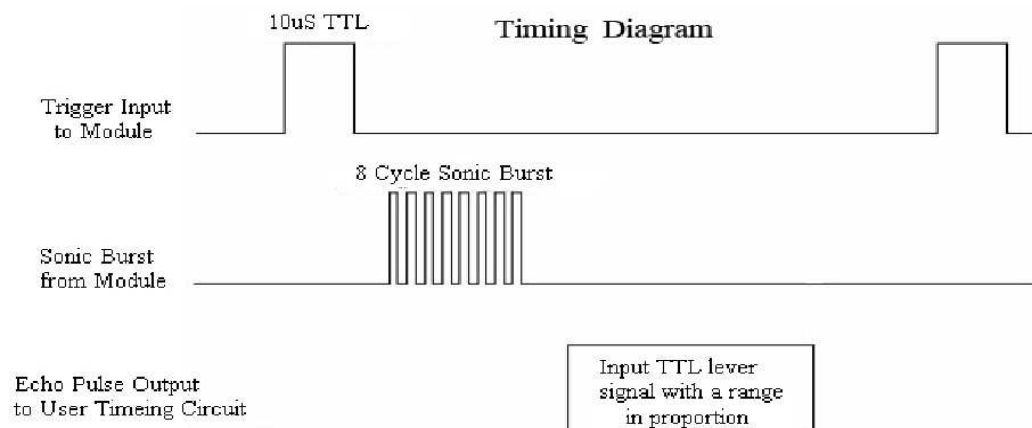 10uS TTL
Timing Diagram
Trigger Input
to Module
8 Cycle Sonic Burst
Sonic Burst
from Module
Echo Pulse Output
to User Timeing Circuit
Input TTL lever
signal with a range
in proportion